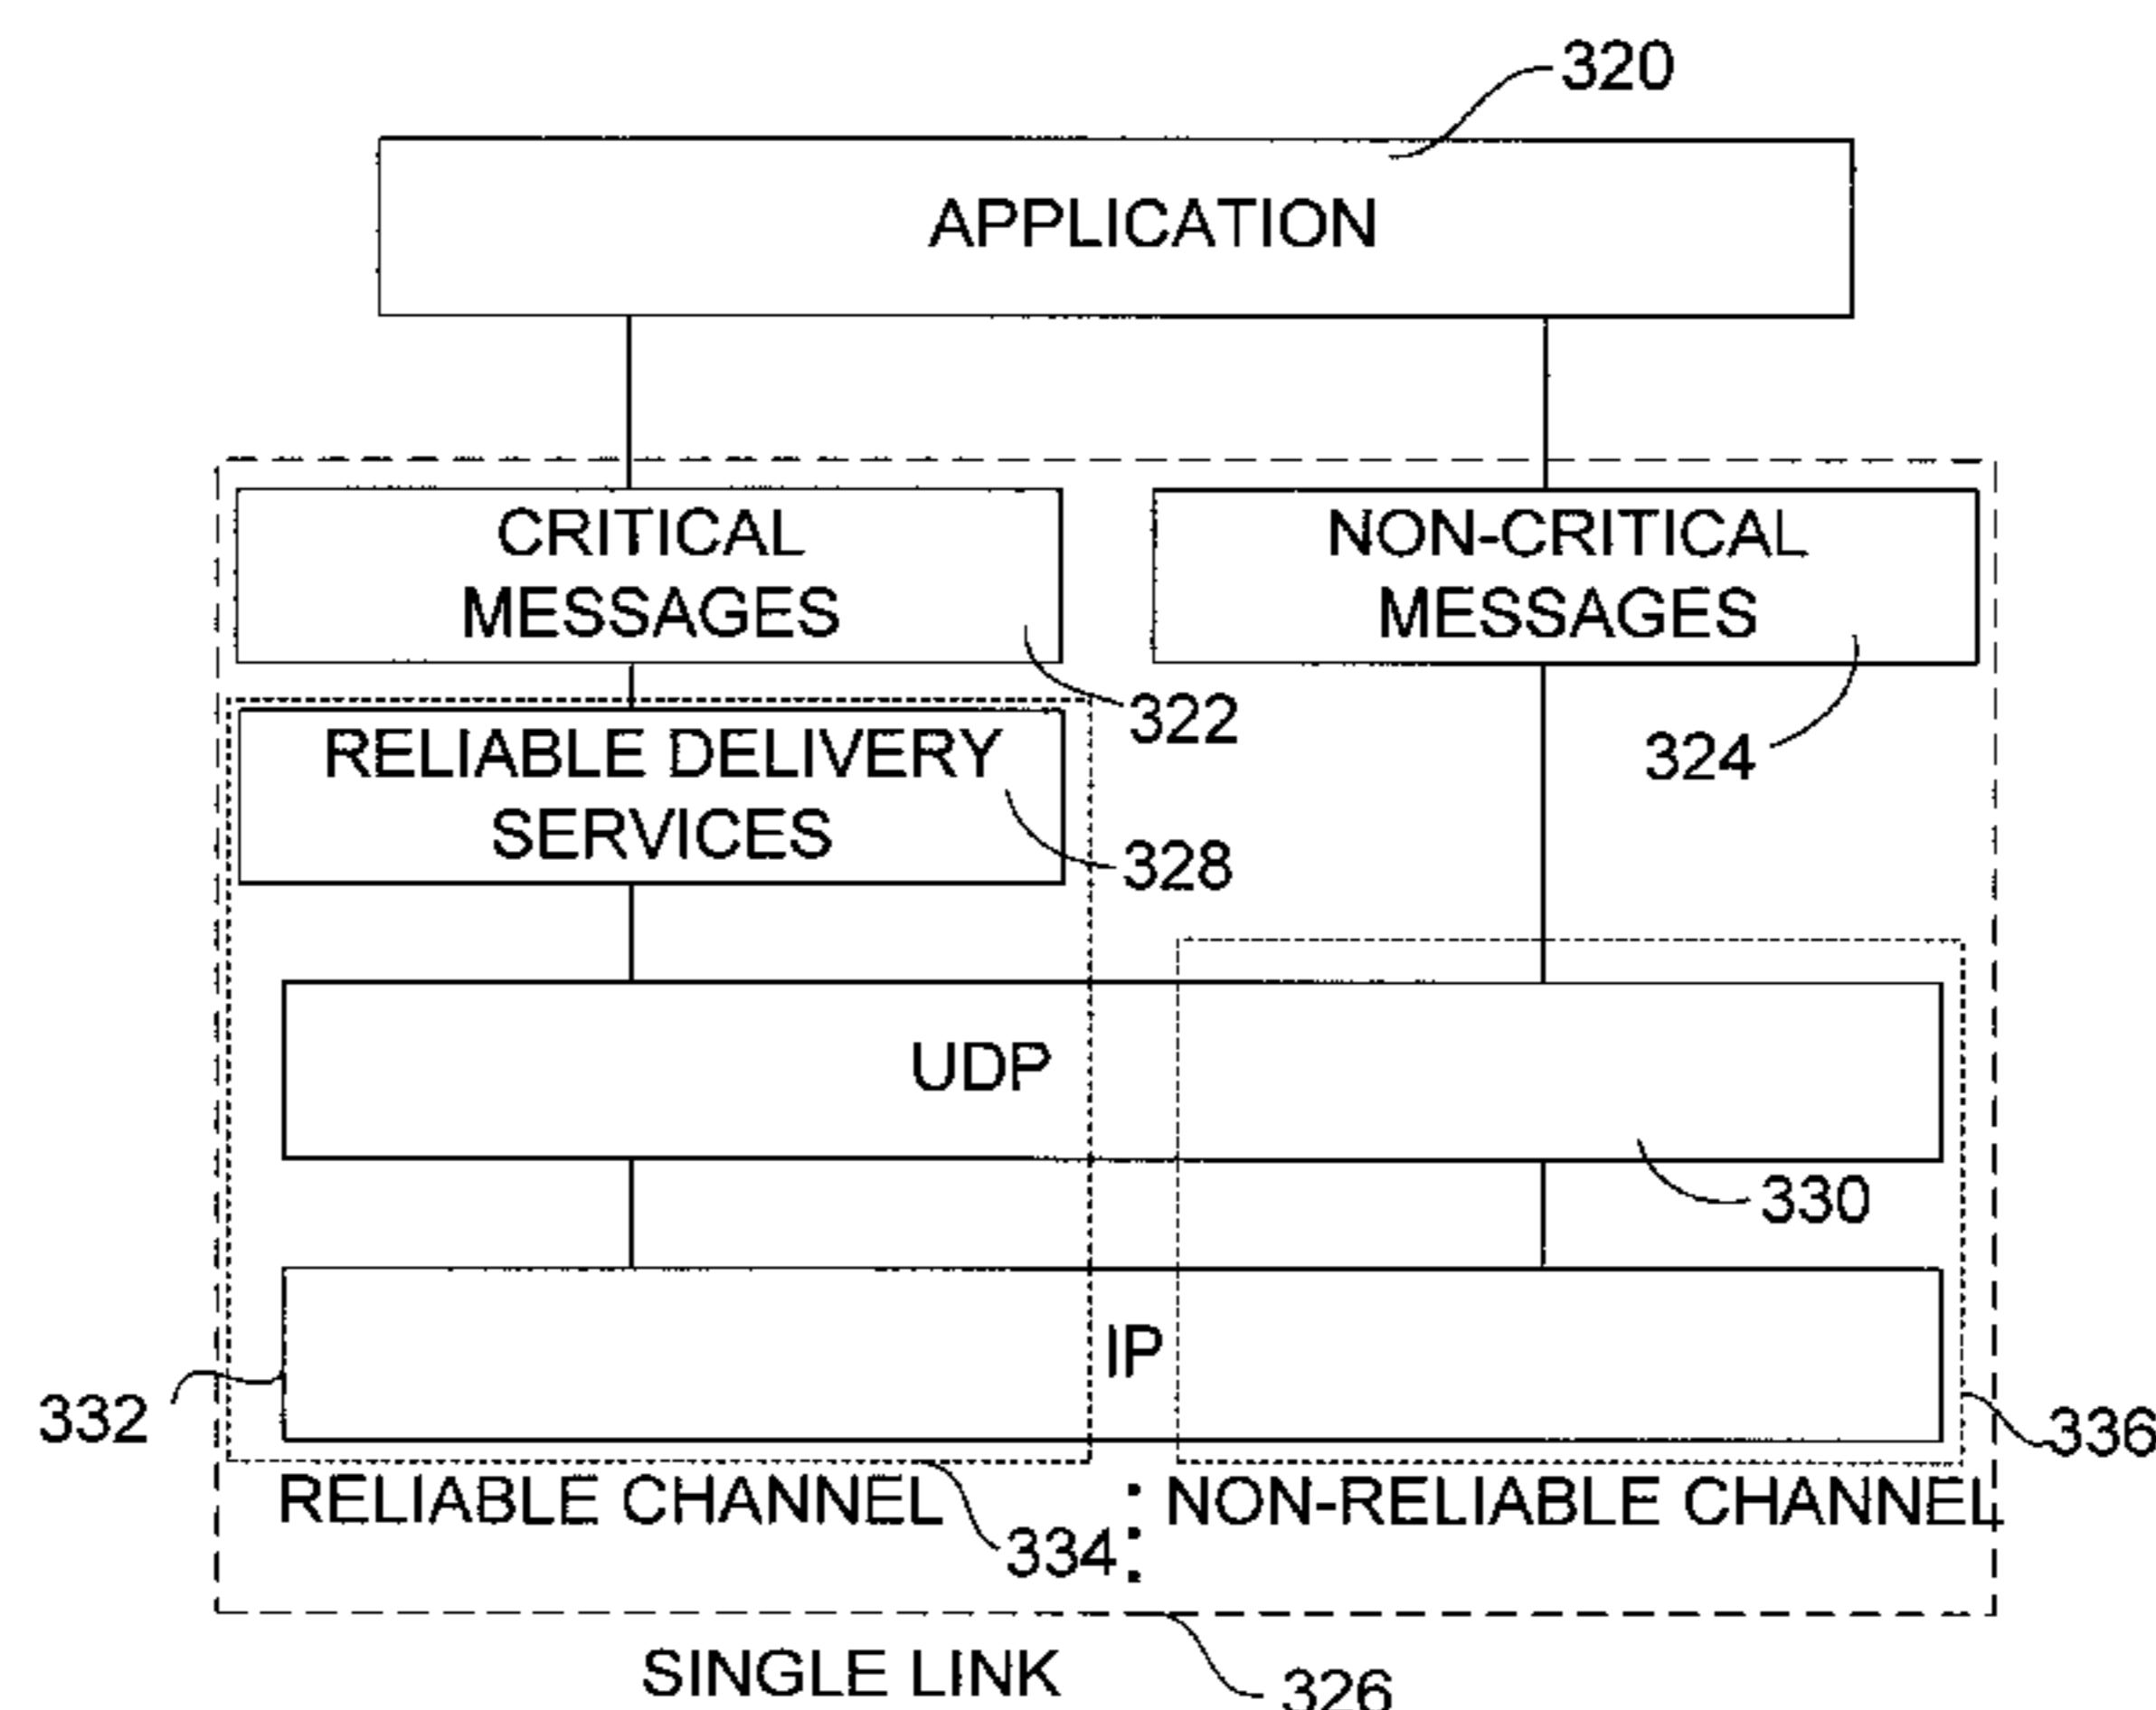 320
APPLICATION
CRITICAL
MESSAGES
NON-CRITICAL
MESSAGES
322
324
RELIABLE DELIVERY
SERVICES
328
UDP
330
IP
332
336
RELIABLE CHANNEL
NON-RELIABLE CHANNEL
334
SINGLE LINK
326